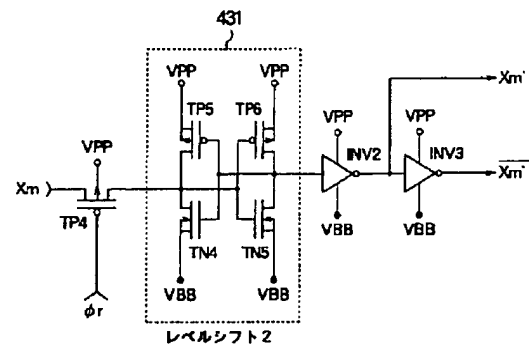 431
VPP VPP
TP5 TP6
Xm'
VPP
VPP VPP
INV2 INV3
Xm
Xm'
TP4
TN4 TN5
VBB VBB
VBB VBB
φr
レベルシフト2